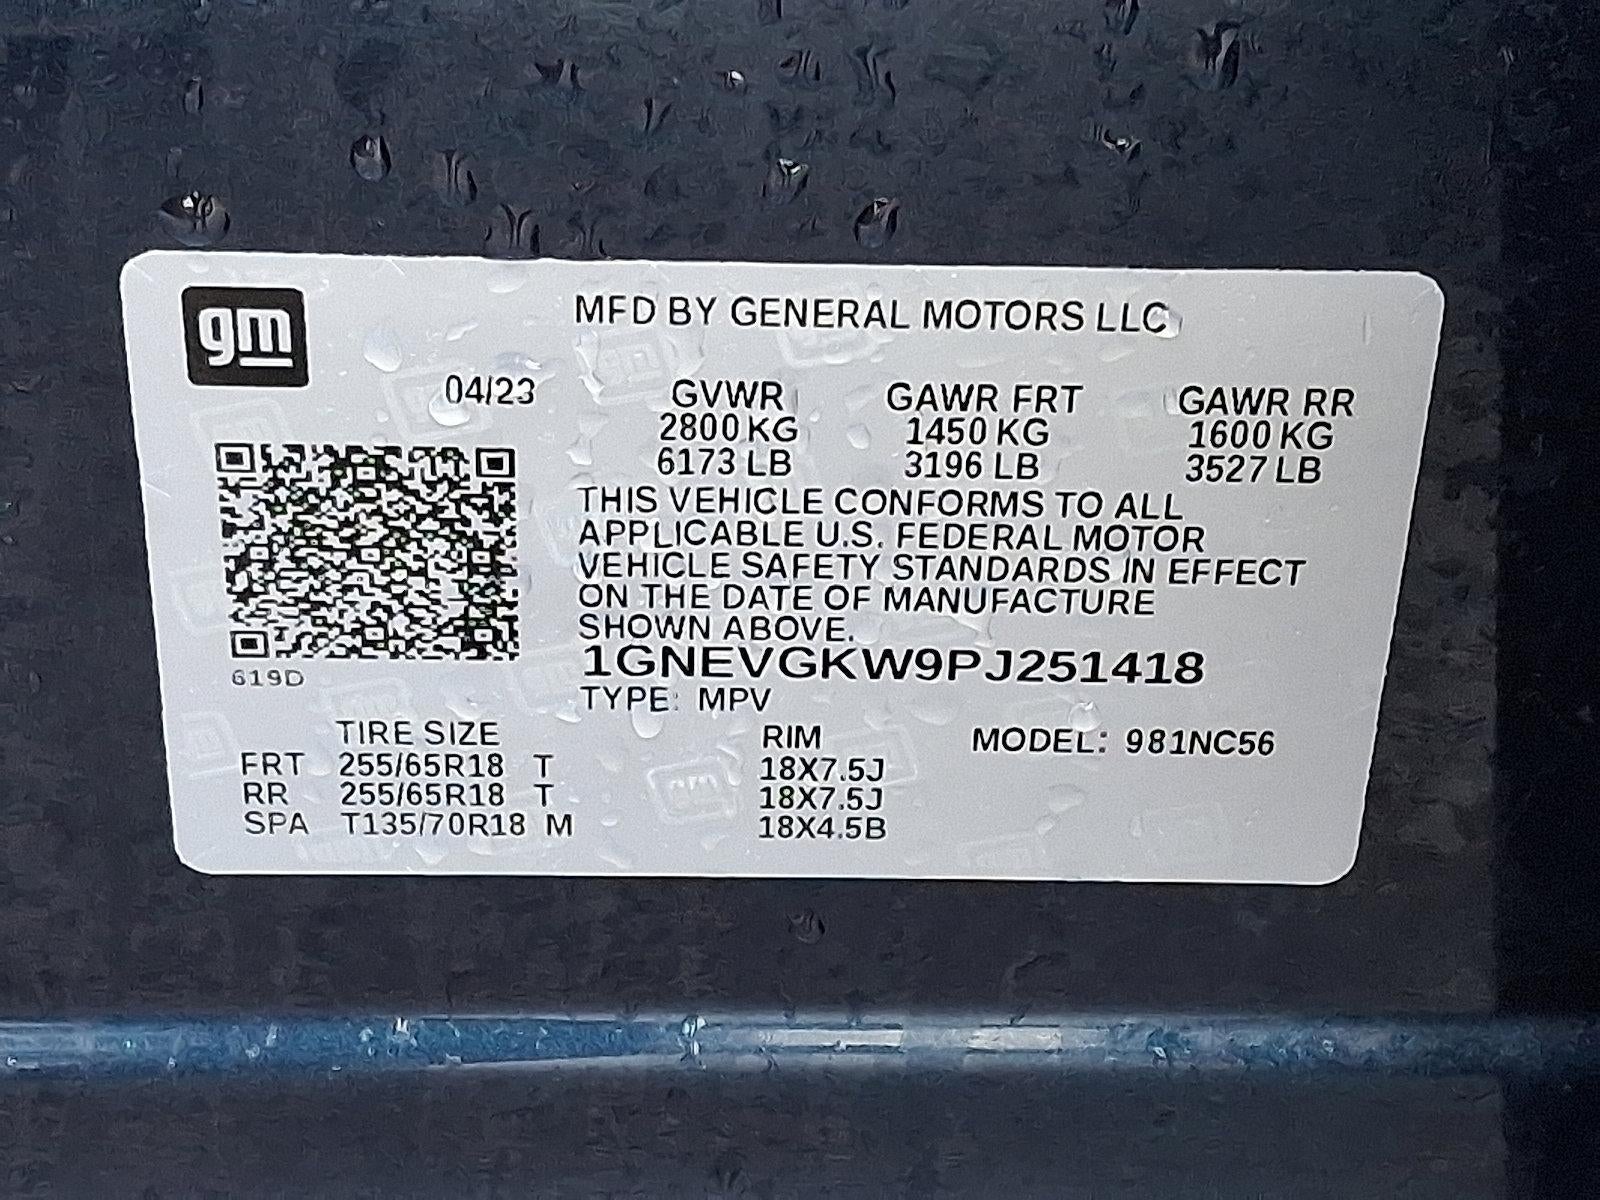 gm
MFD BY GENERAL MOTORS LLC
04/23 GVWR GAWR FRT GAWR RR
2800 KG 1450 KG 1600 KG
6173 LB 3196 LB 3527 LB
THIS VEHICLE CONFORMS TO ALL
APPLICABLE U.S. FEDERAL MOTOR
VEHICLE SAFETY STANDARDS IN EFFECT
ON THE DATE OF MANUFACTURE
SHOWN ABOVE.
1GNEVGKW9PJ251418
619D
TYPE: MPV
TIRE SIZE RIM MODEL: 981NC56
FRT 255/65R18 T 18X7.5J
RR 255/65R18 T 18X7.5J
SPA T135/70R18 M 18X4.5B